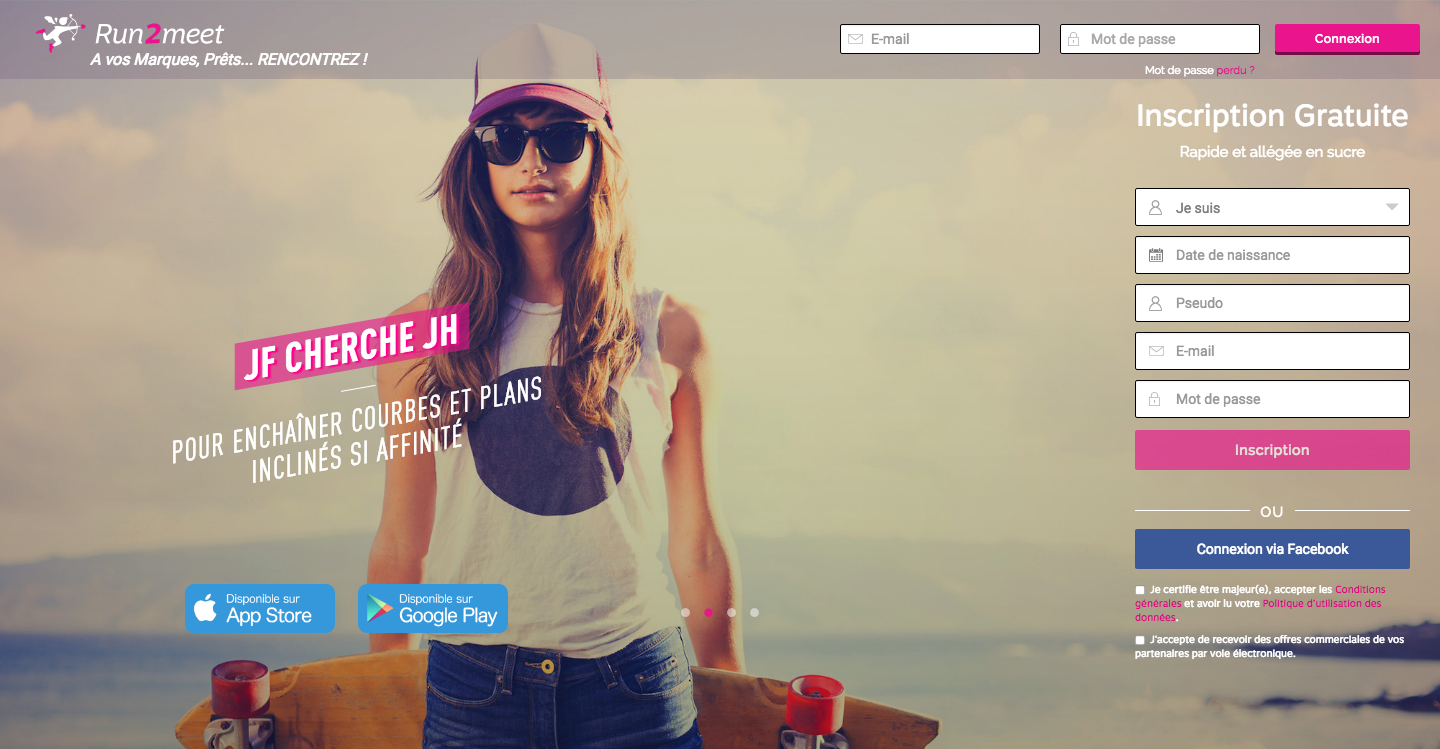 Run2meet
A vos Marques, Prêts... RENCONTREZ !
E-mail
Mot de passe
Connexion
Mot de passe perdu ?
Inscription Gratuite
Rapide et allégée en sucre
Je suis
Date de naissance
Pseudo
E-mail
Mot de passe
Inscription
OU
Connexion via Facebook
Je certifie être majeur(e), accepter les Conditions
générales et avoir lu votre Politique d'utilisation des
données.
J'accepte de recevoir des offres commerciales de vos
partenaires par voie électronique.
JF CHERCHE JH
POUR ENCHAÎNER COURBES ET PLANS
INCLINÉS SI AFFINITÉ
Disponible sur
App Store
Disponible sur
Google Play